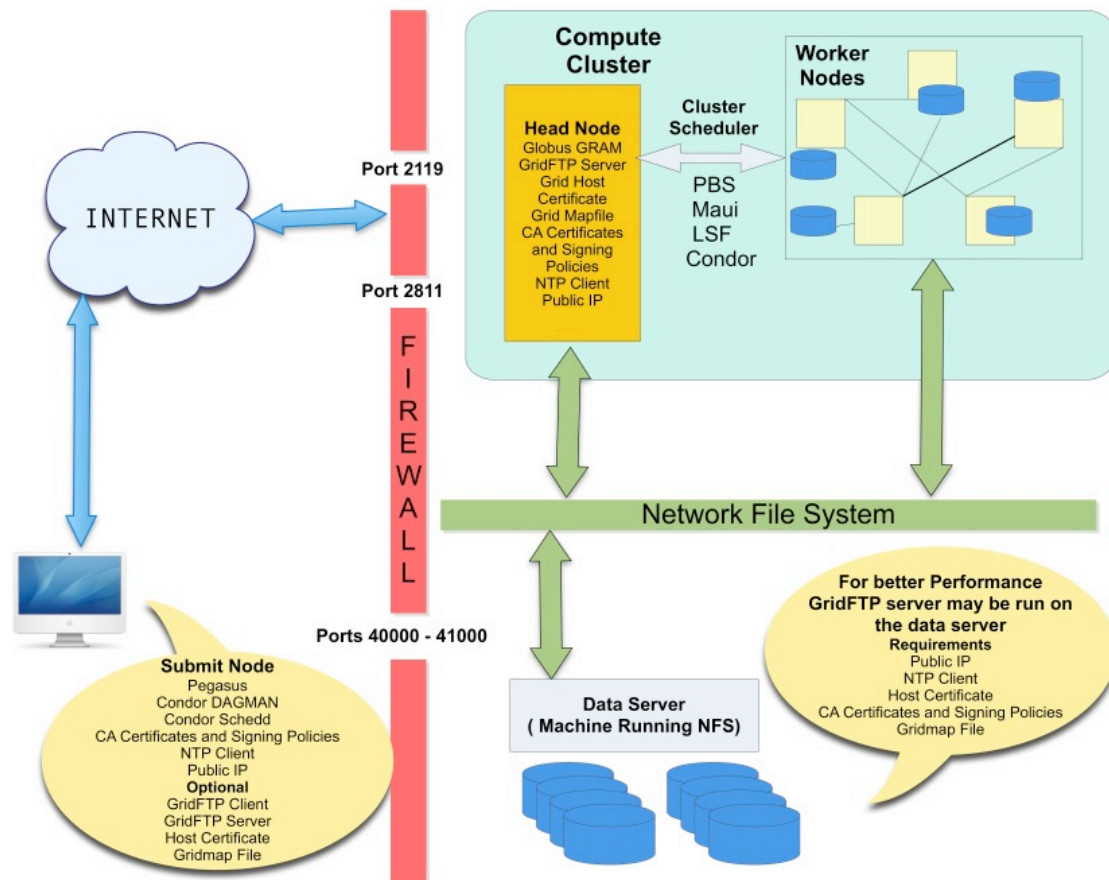 Compute
Cluster
Worker
Nodes
Head Node
Globus GRAM
GridFTP Server
Grid Host
Certificate
Grid Mapfile
CA Certificates
and Signing
Policies
NTP Client
Public IP
Cluster
Scheduler
PBS
Maui
LSF
Condor
INTERNET
Port 2119
Port 2811
FIREWALL
Ports 40000 - 41000
Network File System
Submit Node
Pegasus
Condor DAGMAN
Condor Schedd
CA Certificates and Signing Policies
NTP Client
Public IP
Optional
GridFTP Client
GridFTP Server
Host Certificate
Gridmap File
Data Server
( Machine Running NFS)
For better Performance
GridFTP server may be run on
the data server
Requirements
Public IP
NTP Client
Host Certificate
CA Certificates and Signing Policies
Gridmap File